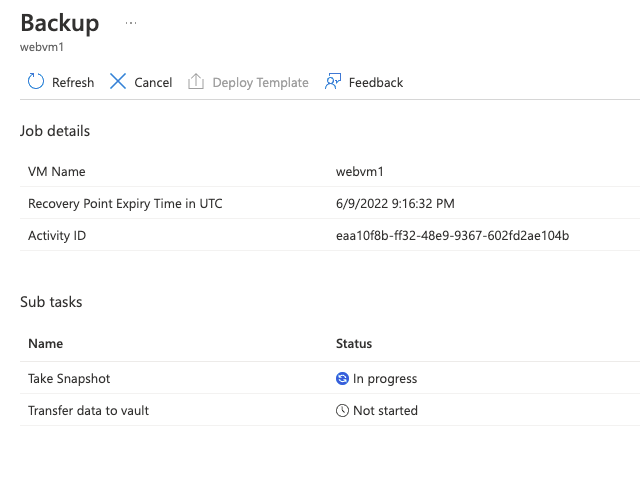 Backup ...
webvm1
Refresh Cancel Deploy Template Feedback
Job details
VM Name webvm1
Recovery Point Expiry Time in UTC 6/9/2022 9:16:32 PM
Activity ID eaa10f8b-ff32-48e9-9367-602fd2ae104b
Sub tasks
Name Status
Take Snapshot In progress
Transfer data to vault Not started